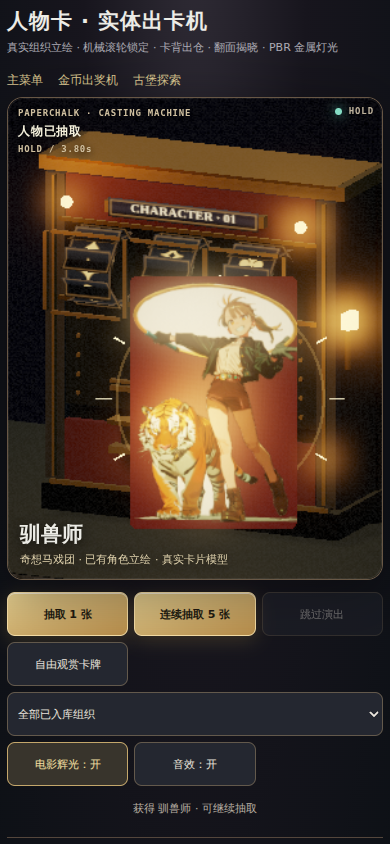 人物卡 · 实体出卡机
真实组织立绘 · 机械滚轮锁定 · 卡背出仓 · 翻面揭晓 · PBR 金属灯光
主菜单 金币出奖机 古堡探索
PAPERCHALK · CASTING MACHINE
HOLD
人物已抽取
HOLD / 3.80s
CHARACTER · 01
驯兽师
奇想马戏团 · 已有角色立绘 · 真实卡片模型
抽取 1 张
连续抽取 5 张
跳过演出
自由观赏卡牌
全部已入库组织
电影辉光：开
音效：开
获得 驯兽师 · 可继续抽取